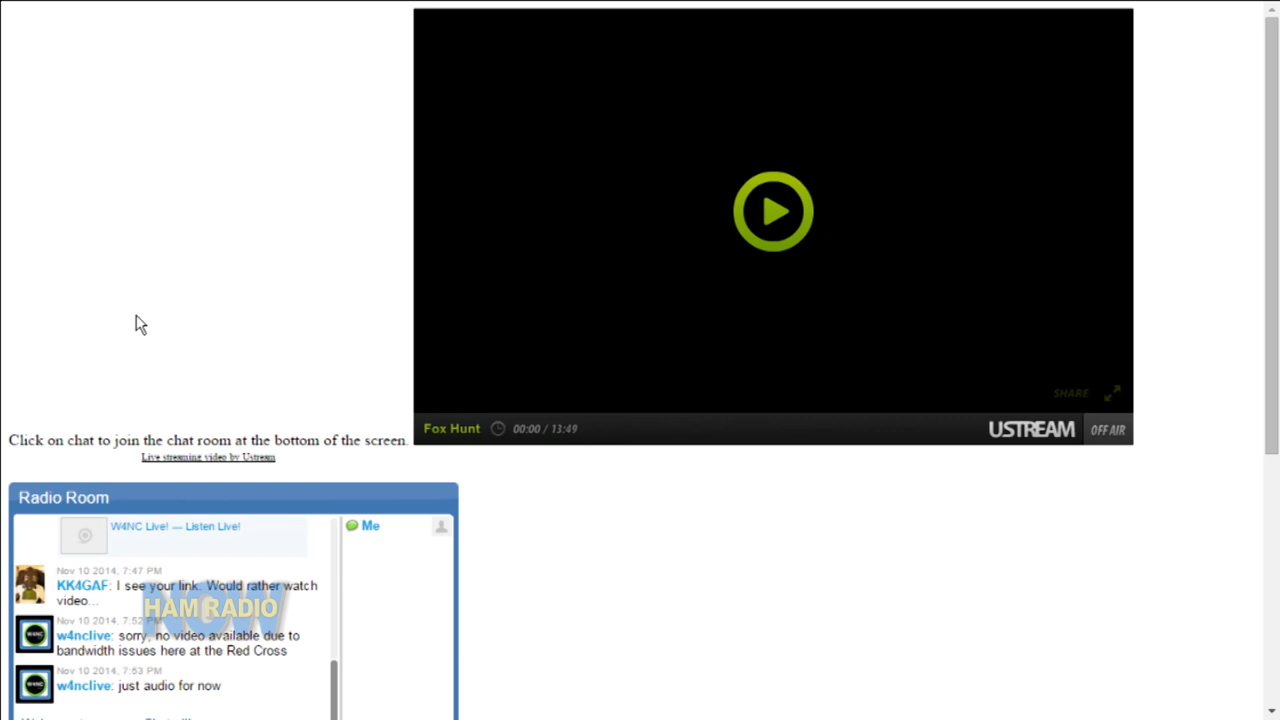 SHARE
Fox Hunt 00:00 / 13:49 USTREAM OFF AIR
Click on chat to join the chat room at the bottom of the screen.
Live streaming video by Ustream
Radio Room
W4NC Live! — Listen Live!
Me
Nov 10 2014, 7:47 PM
KK4GAF: I see your link. Would rather watch
video...
HAM RADIO
NOW
Nov 10 2014, 7:52 PM
w4nclive: sorry, no video available due to
bandwidth issues here at the Red Cross
Nov 10 2014, 7:53 PM
w4nclive: just audio for now